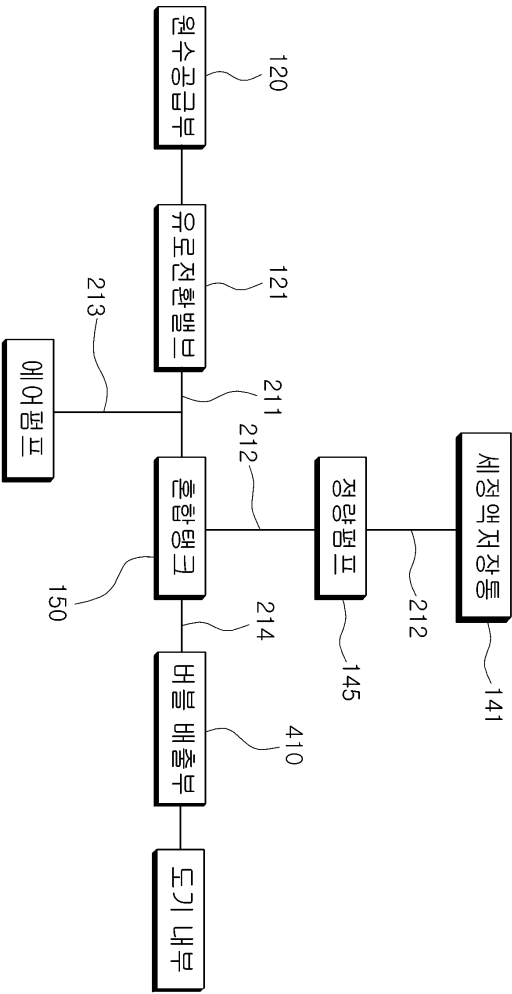 원수공급부
120
유로전환밸브
121
213
211
에어펌프
212
212
세정액저장통
정량펌프
혼합탱크
150
214
145
141
버블 배출부
410
도기 내부